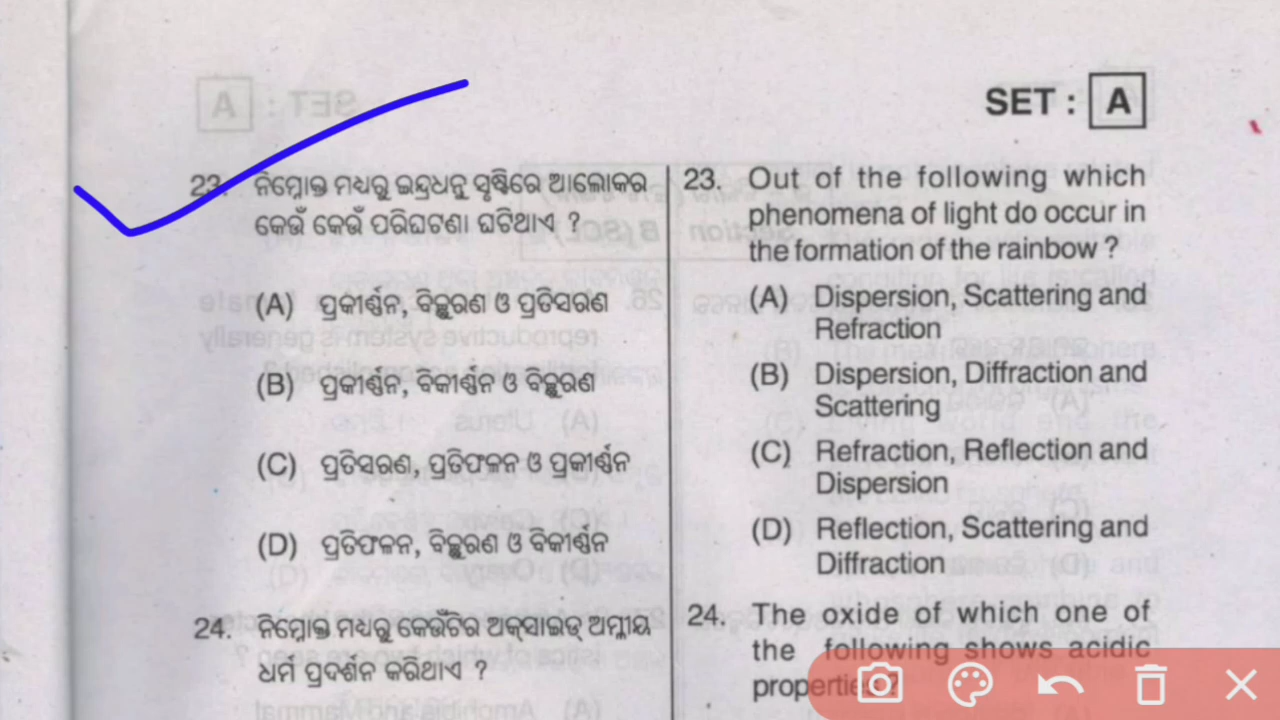 SET : A
23. ନିମ୍ନୋକ୍ତ ମଧ୍ୟରୁ ଇନ୍ଦ୍ରଧନୁ ସୃଷ୍ଟିରେ ଆଲୋକର
କେଉଁ କେଉଁ ପରିଘଟଣା ଘଟିଥାଏ ?
(A) ପ୍ରକୀର୍ଣ୍ଣନ, ବିଚ୍ଛୁରଣ ଓ ପ୍ରତିସରଣ
(B) ପ୍ରକୀର୍ଣ୍ଣନ, ବିକୀର୍ଣ୍ଣନ ଓ ବିଚ୍ଛୁରଣ
(C) ପ୍ରତିସରଣ, ପ୍ରତିଫଳନ ଓ ପ୍ରକୀର୍ଣ୍ଣନ
(D) ପ୍ରତିଫଳନ, ବିଚ୍ଛୁରଣ ଓ ବିକୀର୍ଣ୍ଣନ
24. ନିମ୍ନୋକ୍ତ ମଧ୍ୟରୁ କେଉଁଟିର ଅକ୍‌ସାଇଡ୍ ଅମ୍ଳୀୟ
ଧର୍ମ ପ୍ରଦର୍ଶନ କରିଥାଏ ?
23. Out of the following which
phenomena of light do occur in
the formation of the rainbow ?
(A) Dispersion, Scattering and
Refraction
(B) Dispersion, Diffraction and
Scattering
(C) Refraction, Reflection and
Dispersion
(D) Reflection, Scattering and
Diffraction
24. The oxide of which one of
the following shows acidic
properties ?